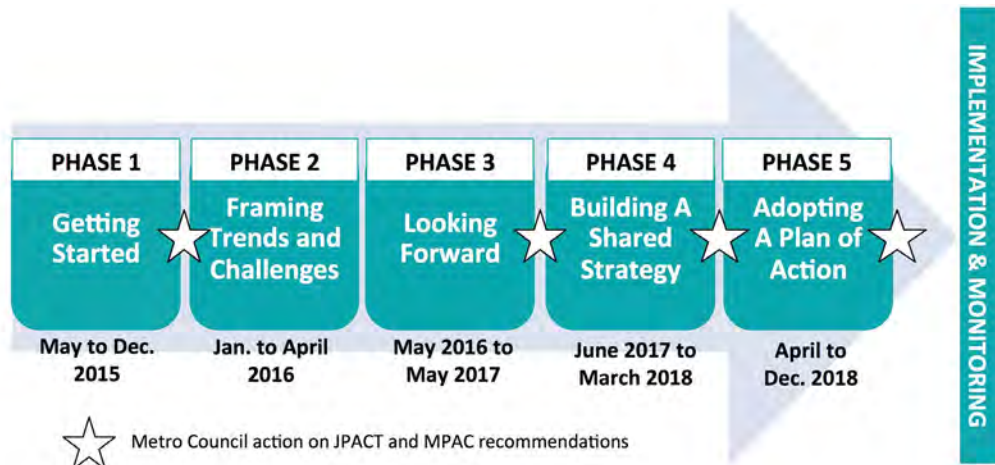 PHASE 1
Getting
Started
May to Dec.
2015
PHASE 2
Framing
Trends and
Challenges
Jan. to April
2016
PHASE 3
Looking
Forward
May 2016 to
May 2017
PHASE 4
Building A
Shared
Strategy
June 2017 to
March 2018
PHASE 5
Adopting
A Plan of
Action
April to
Dec. 2018
IMPLEMENTATION & MONITORING
Metro Council action on JPACT and MPAC recommendations